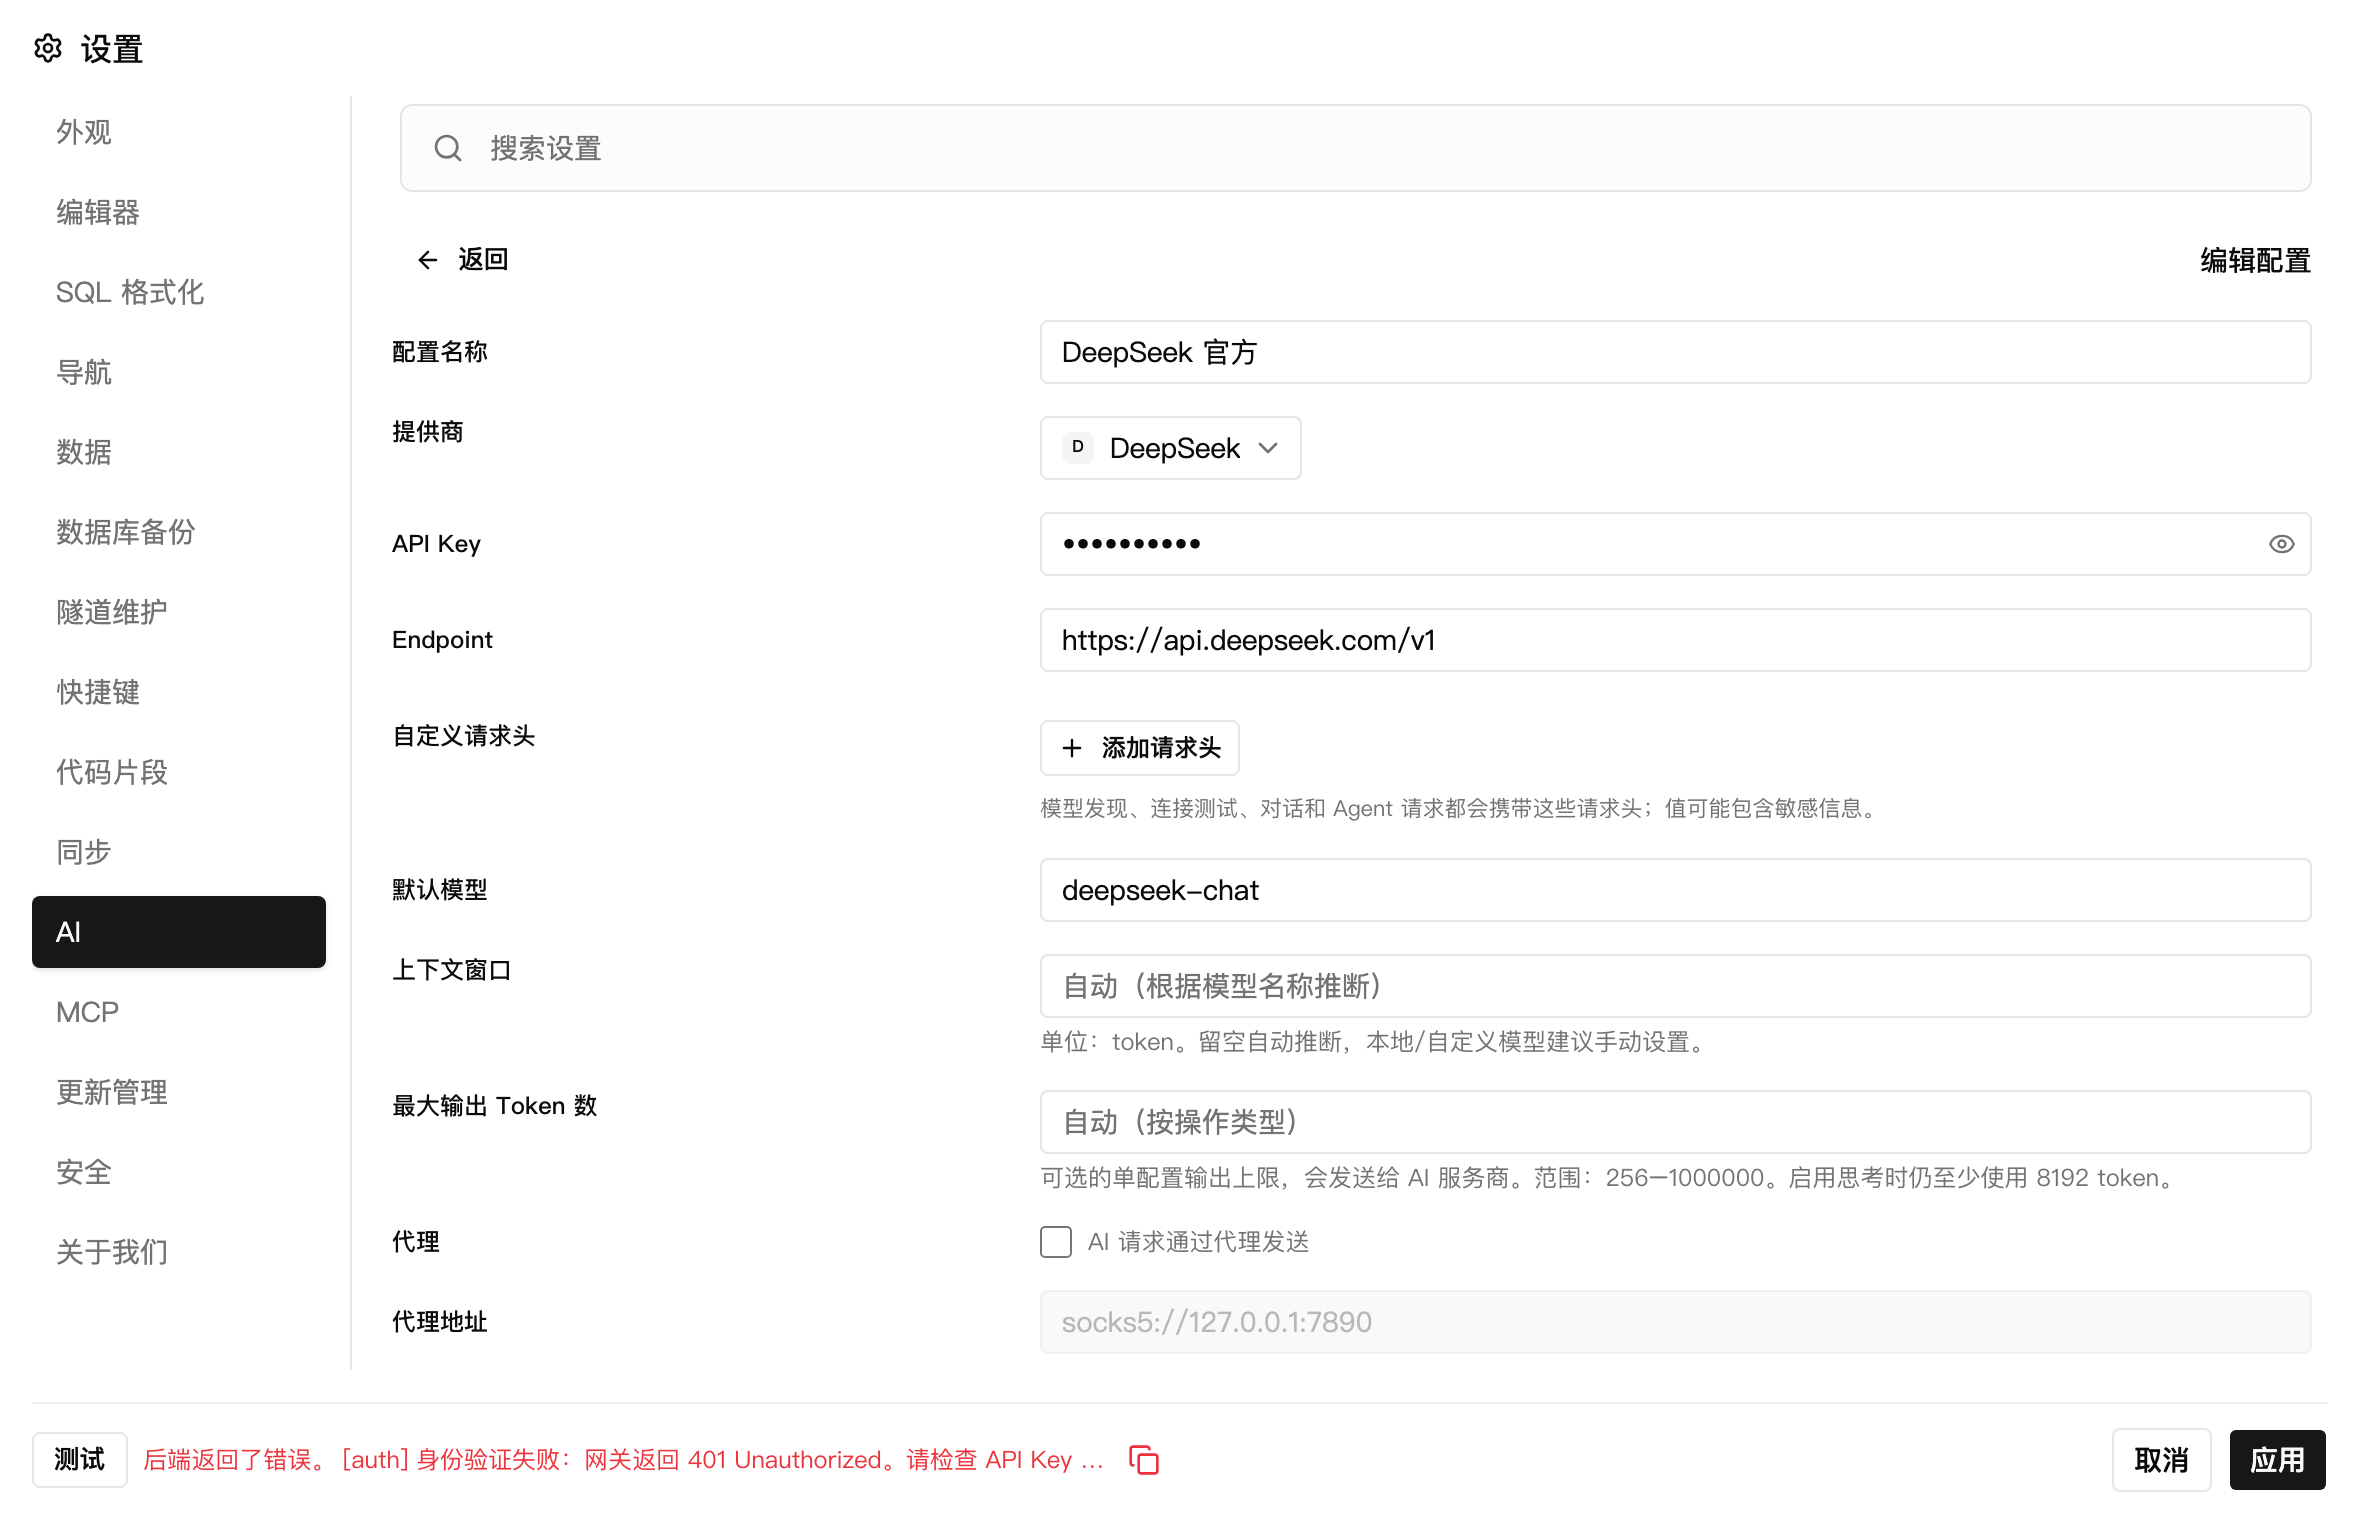 设置
外观
编辑器
SQL 格式化
导航
数据
数据库备份
隧道维护
快捷键
代码片段
同步
AI
MCP
更新管理
安全
关于我们
搜索设置
返回
编辑配置
配置名称
DeepSeek 官方
提供商
D DeepSeek
API Key
••••••••••
Endpoint
https://api.deepseek.com/v1
自定义请求头
添加请求头
模型发现、连接测试、对话和 Agent 请求都会携带这些请求头；值可能包含敏感信息。
默认模型
deepseek-chat
上下文窗口
自动（根据模型名称推断）
单位：token。留空自动推断，本地/自定义模型建议手动设置。
最大输出 Token 数
自动（按操作类型）
可选的单配置输出上限，会发送给 AI 服务商。范围：256—1000000。启用思考时仍至少使用 8192 token。
代理
AI 请求通过代理发送
代理地址
socks5://127.0.0.1:7890
测试
后端返回了错误。 [auth] 身份验证失败：网关返回 401 Unauthorized。请检查 API Key ...
取消
应用